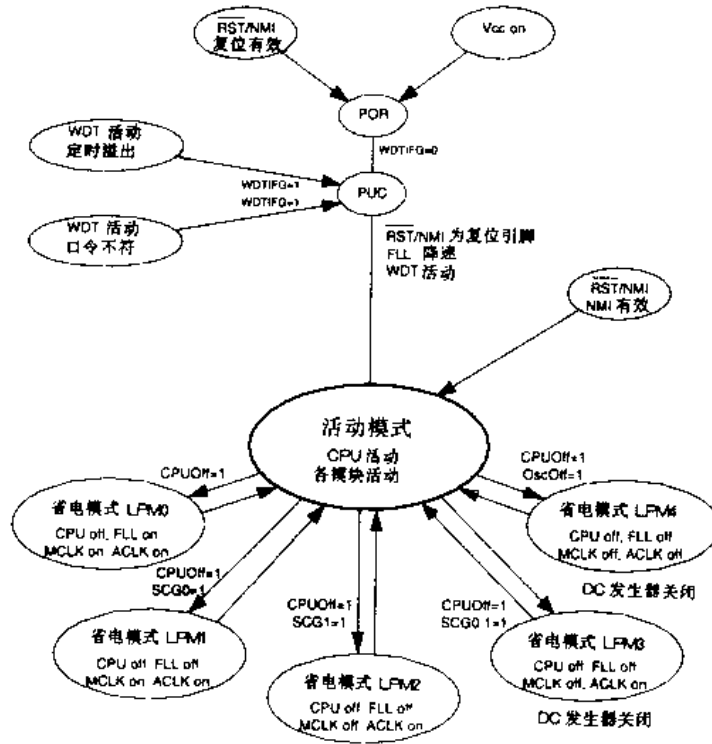 RST/NMI
复位有效
Vcc on
POR
WDT 活动
定时溢出
WDTIFG=0
WDTIFG=1
PUC
WDTIFG=1
WDT 活动
口令不符
RST/NMI 为复位引脚
FLL 降速
WDT 活动
RST/NMI
NMI 有效
活动模式
CPU 活动
各模块活动
CPUOff=1
CPUOff=1
OscOff=1
省电模式 LPM0
CPU off, FLL on
MCLK on ACLK on
省电模式 LPM4
CPU off, FLL off
MCLK off, ACLK off
DC 发生器关闭
CPUOff=1
SCG0=1
CPUOff=1
SCG1=1
CPUOff=1
SCG0 1=1
省电模式 LPM1
CPU off FLL off
MCLK on ACLK on
省电模式 LPM2
CPU off FLL off
MCLK off ACLK on
省电模式 LPM3
CPU off FLL off
MCLK off, ACLK on
DC 发生器关闭